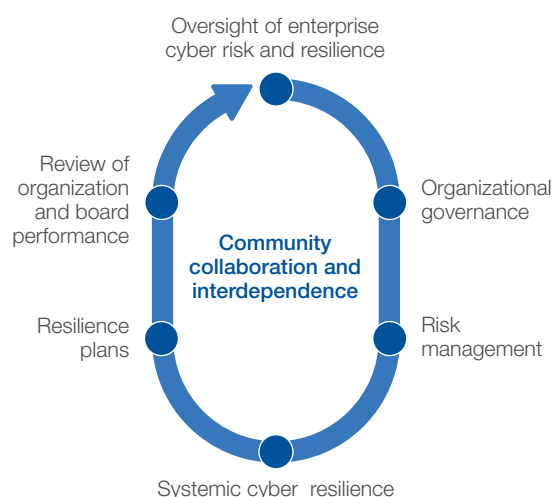 Oversight of enterprise
cyber risk and resilience
Organizational
governance
Risk
management
Systemic cyber  resilience
Resilience
plans
Review of
organization
and board
performance
Community
collaboration and
interdependence